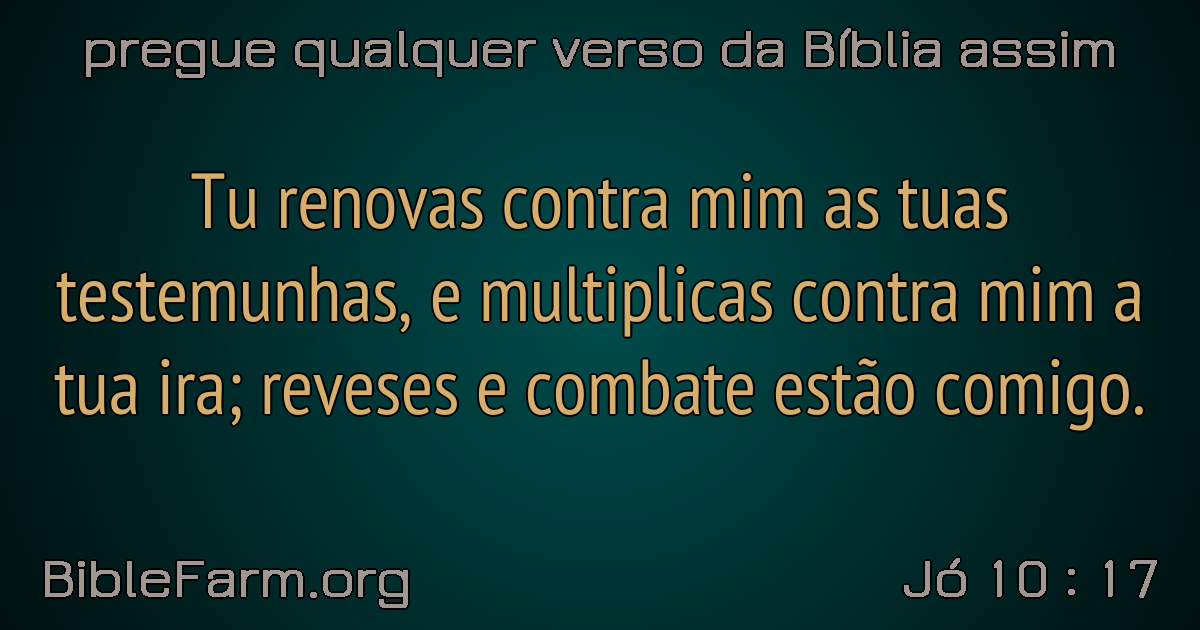 pregue qualquer verso da Bíblia assim
Tu renovas contra mim as tuas
testemunhas, e multiplicas contra mim a
tua ira; reveses e combate estão comigo.
BibleFarm.org
Jó 10 : 17